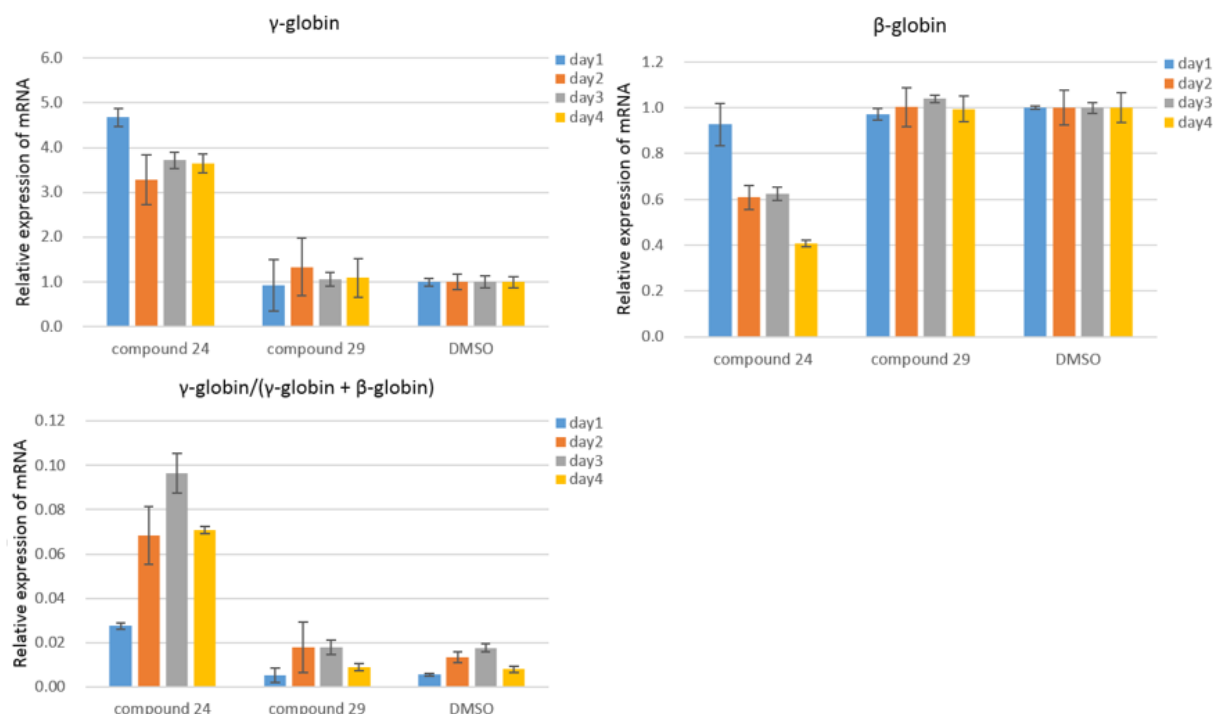 γ-globin
Relative expression of mRNA
6.0
5.0
4.0
3.0
2.0
1.0
0.0
compound 24 compound 29 DMSO
day1
day2
day3
day4
β-globin
Relative expression of mRNA
1.2
1.0
0.8
0.6
0.4
0.2
0.0
compound 24 compound 29 DMSO
day1
day2
day3
day4
γ-globin/(γ-globin + β-globin)
Relative expression of mRNA
0.12
0.10
0.08
0.06
0.04
0.02
0.00
compound 24 compound 29 DMSO
day1
day2
day3
day4